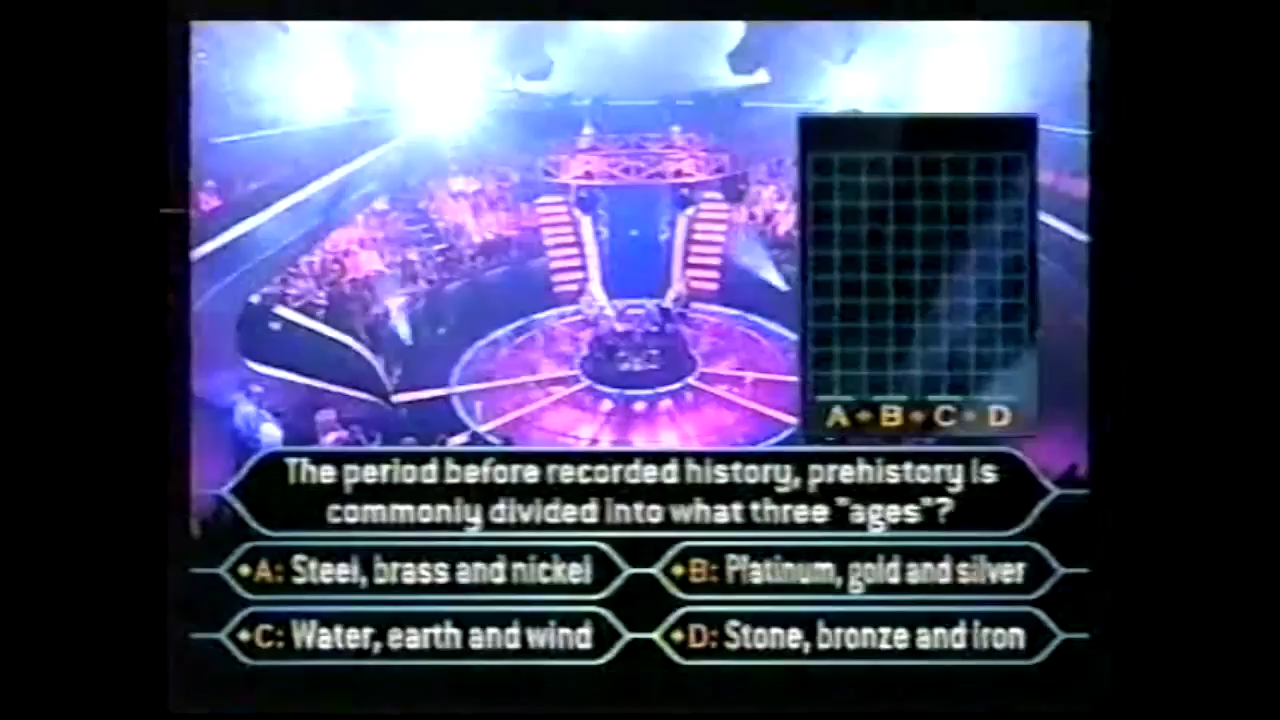 A B C D
The period before recorded history, prehistory is
commonly divided into what three "ages"?
A: Steel, brass and nickel
B: Platinum, gold and silver
C: Water, earth and wind
D: Stone, bronze and iron